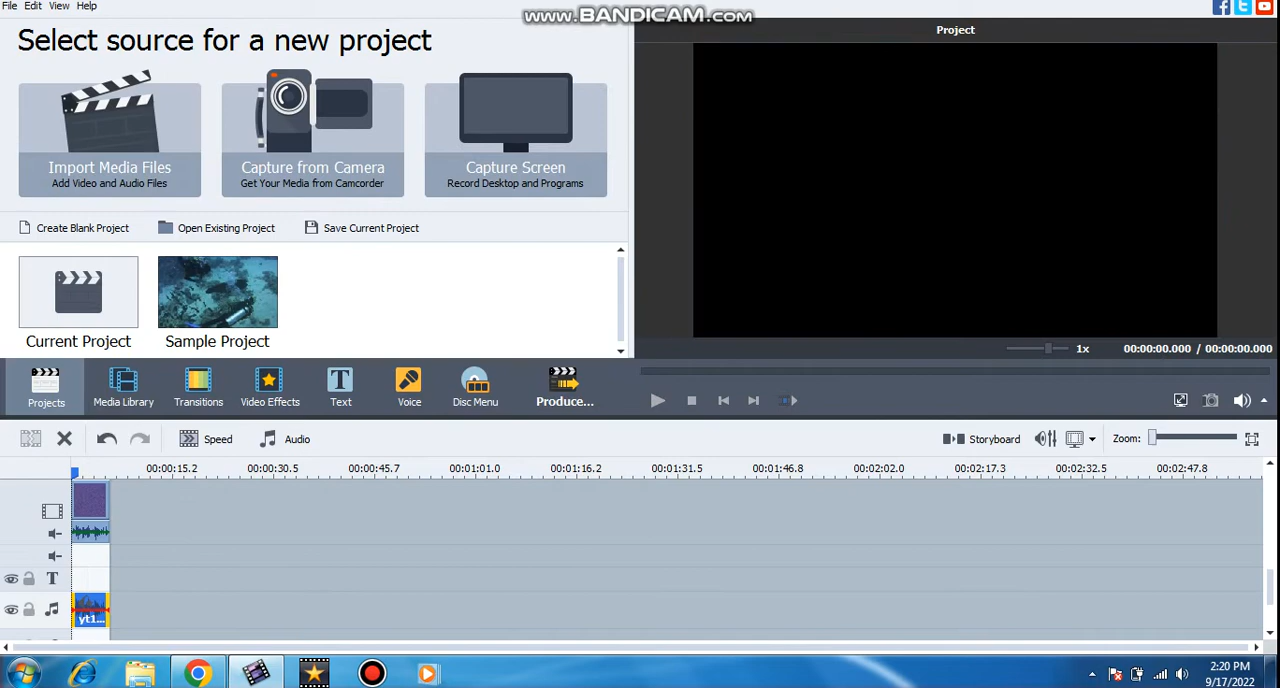 File Edit View Help
www.BANDICAM.com
Select source for a new project
Project
Import Media Files
Add Video and Audio Files
Capture from Camera
Get Your Media from Camcorder
Capture Screen
Record Desktop and Programs
Create Blank Project Open Existing Project Save Current Project
Current Project Sample Project
1x 00:00:00.000 / 00:00:00.000
Projects Media Library Transitions Video Effects Text Voice Disc Menu Produce...
Speed Audio Storyboard Zoom:
00:00:15.2 00:00:30.5 00:00:45.7 00:01:01.0 00:01:16.2 00:01:31.5 00:01:46.8 00:02:02.0 00:02:17.3 00:02:32.5 00:02:47.8
T
yt1...
2:20 PM
9/17/2022